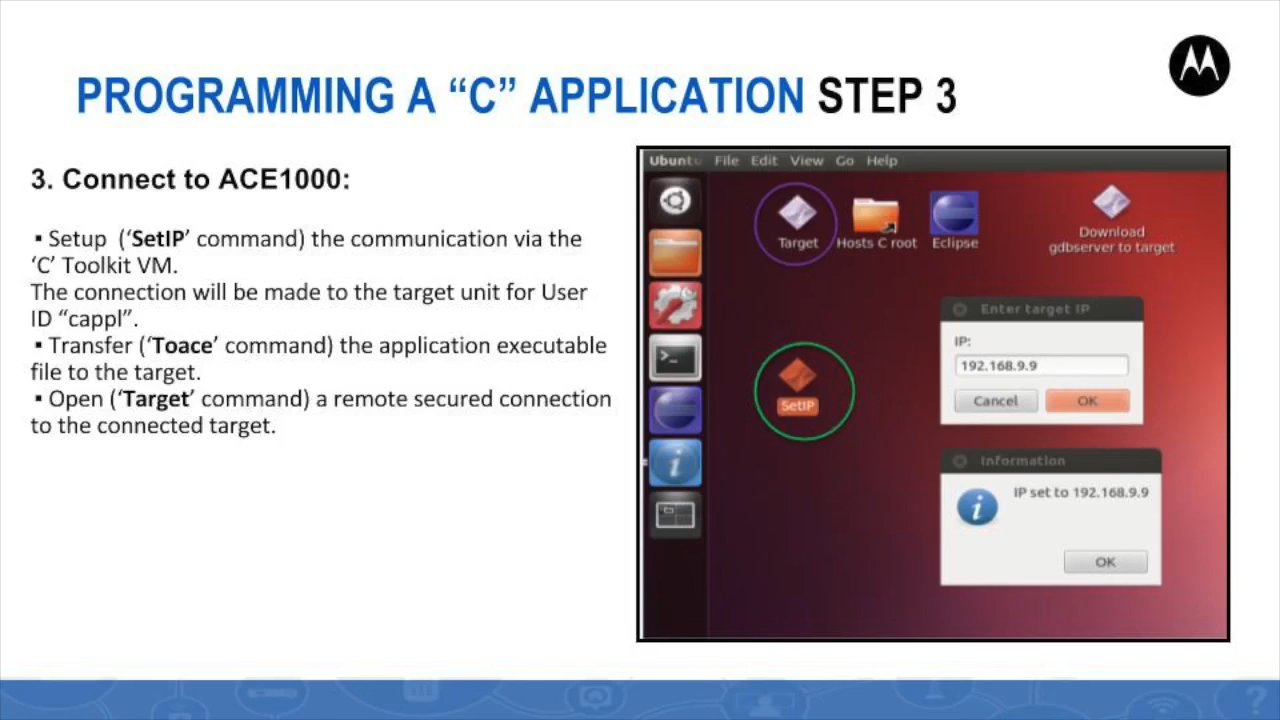 PROGRAMMING A “C” APPLICATION STEP 3
3. Connect to ACE1000:
▪ Setup (‘SetIP’ command) the communication via the
‘C’ Toolkit VM.
The connection will be made to the target unit for User
ID “cappl”.
▪ Transfer (‘Toace’ command) the application executable
file to the target.
▪ Open (‘Target’ command) a remote secured connection
to the connected target.
Ubuntu File Edit View Go Help
Target
Hosts C root
Eclipse
Download
gdbserver to target
SetIP
Enter target IP
IP:
192.168.9.9
Cancel
OK
Information
IP set to 192.168.9.9
OK